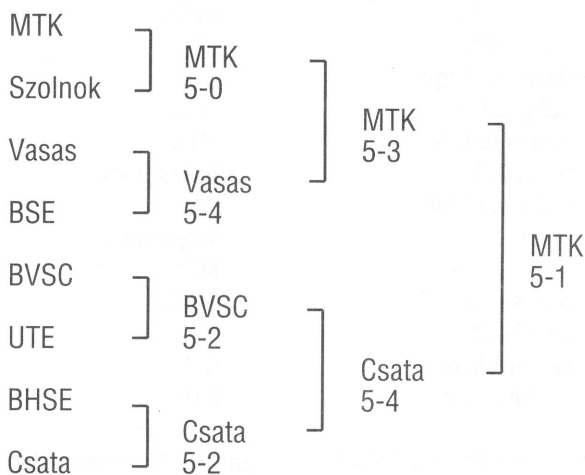 MTK
Szolnok
Vasas
BSE
BVSC
UTE
BHSE
Csata
MTK
5-0
Vasas
5-4
BVSC
5-2
Csata
5-2
MTK
5-3
Csata
5-4
MTK
5-1